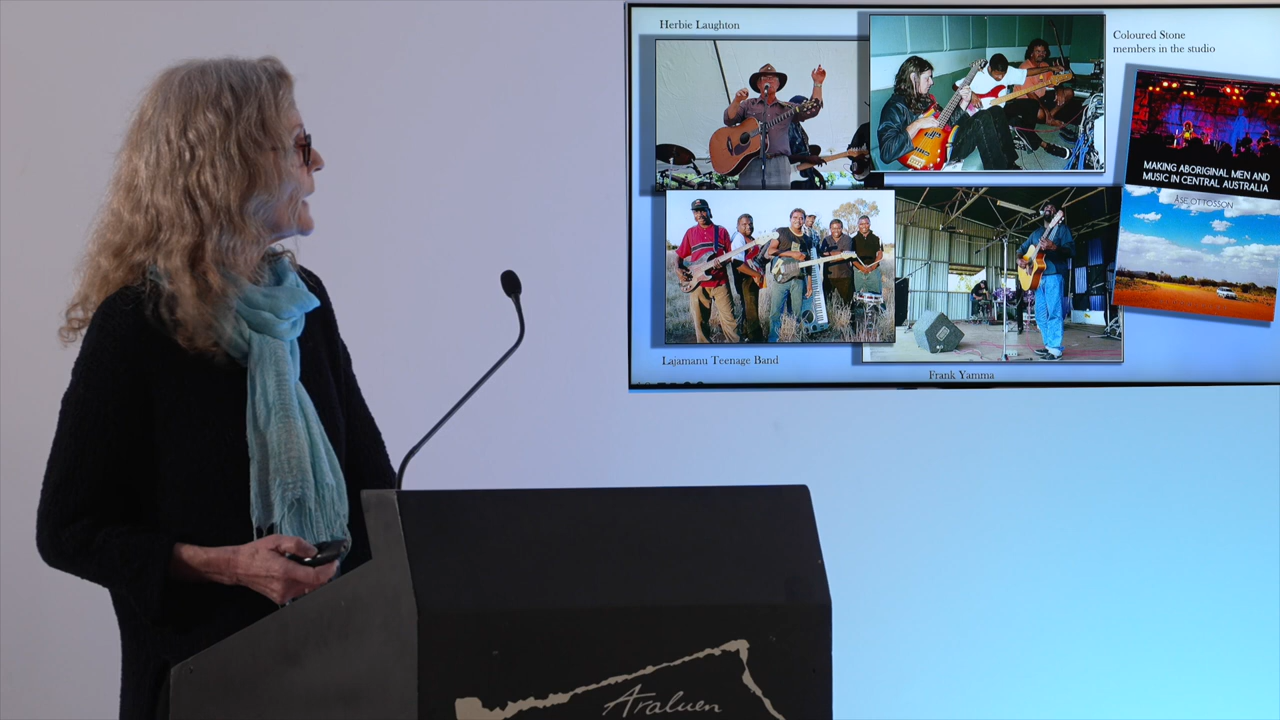 Herbie Laughton
Coloured Stone
members in the studio
MAKING ABORIGINAL MEN AND
MUSIC IN CENTRAL AUSTRALIA
ÅSE OTTOSSON
Lajamanu Teenage Band
Frank Yamma
Araluen